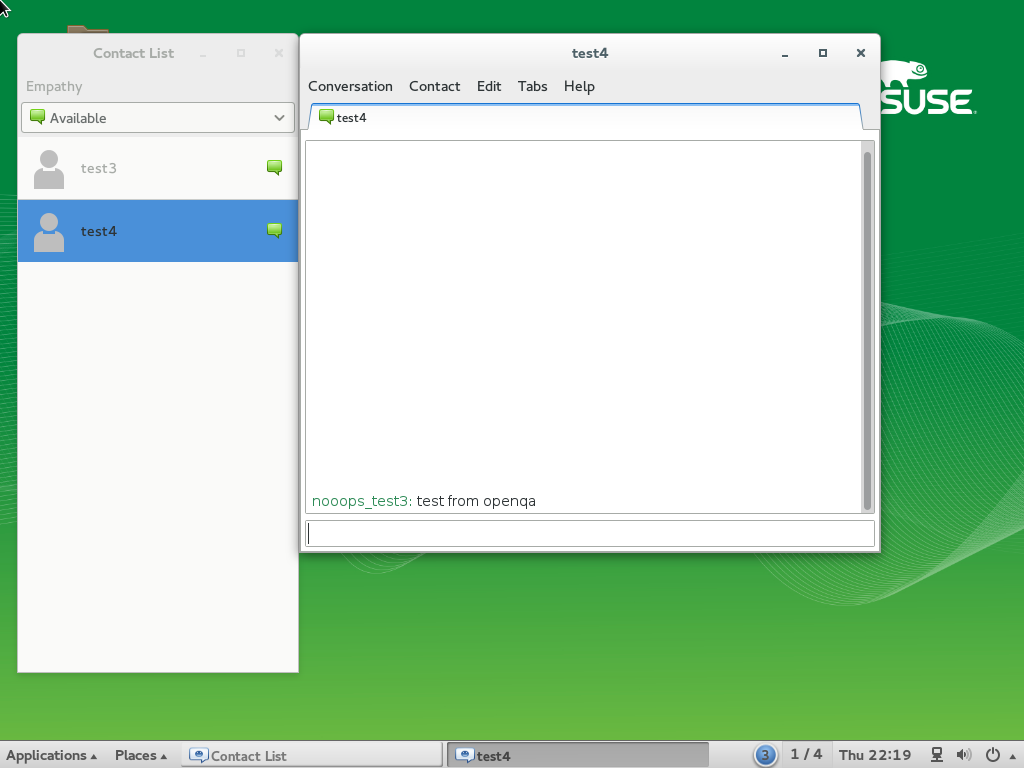 Contact List
Empathy
Available
test3
test4
test4
Conversation Contact Edit Tabs Help
test4
nooops_test3: test from openqa
SUSE
Applications Places Contact List test4 3 1 / 4 Thu 22:19